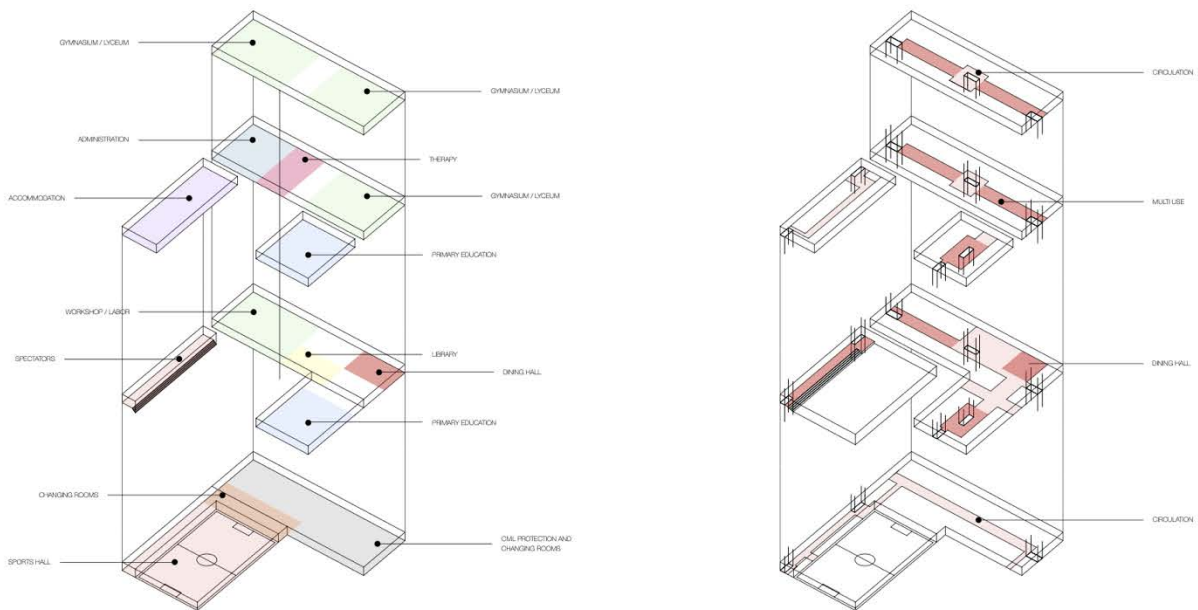 GYMNASIUM / LYCEUM
GYMNASIUM / LYCEUM
ADMINISTRATION
THERAPY
ACCOMMODATION
GYMNASIUM / LYCEUM
PRIMARY EDUCATION
WORKSHOP / LABOR
SPECTATORS
LIBRARY
DINING HALL
PRIMARY EDUCATION
CHANGING ROOMS
CIVIL PROTECTION AND
CHANGING ROOMS
SPORTS HALL
CIRCULATION
MULTI USE
DINING HALL
CIRCULATION